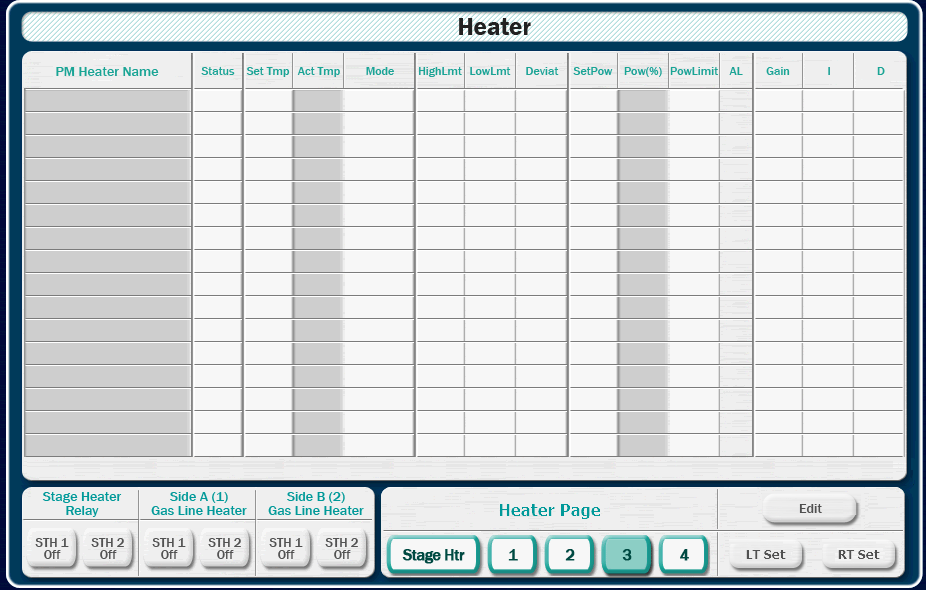 Heater
PM Heater Name Status Set Tmp Act Tmp Mode HighLmt LowLmt Deviat SetPow Pow(%) PowLimit AL Gain I D
Stage Heater
Relay
STH 1
Off
STH 2
Off
Side A (1)
Gas Line Heater
STH 1
Off
STH 2
Off
Side B (2)
Gas Line Heater
STH 1
Off
STH 2
Off
Heater Page
Stage Htr 1 2 3 4
Edit
LT Set RT Set